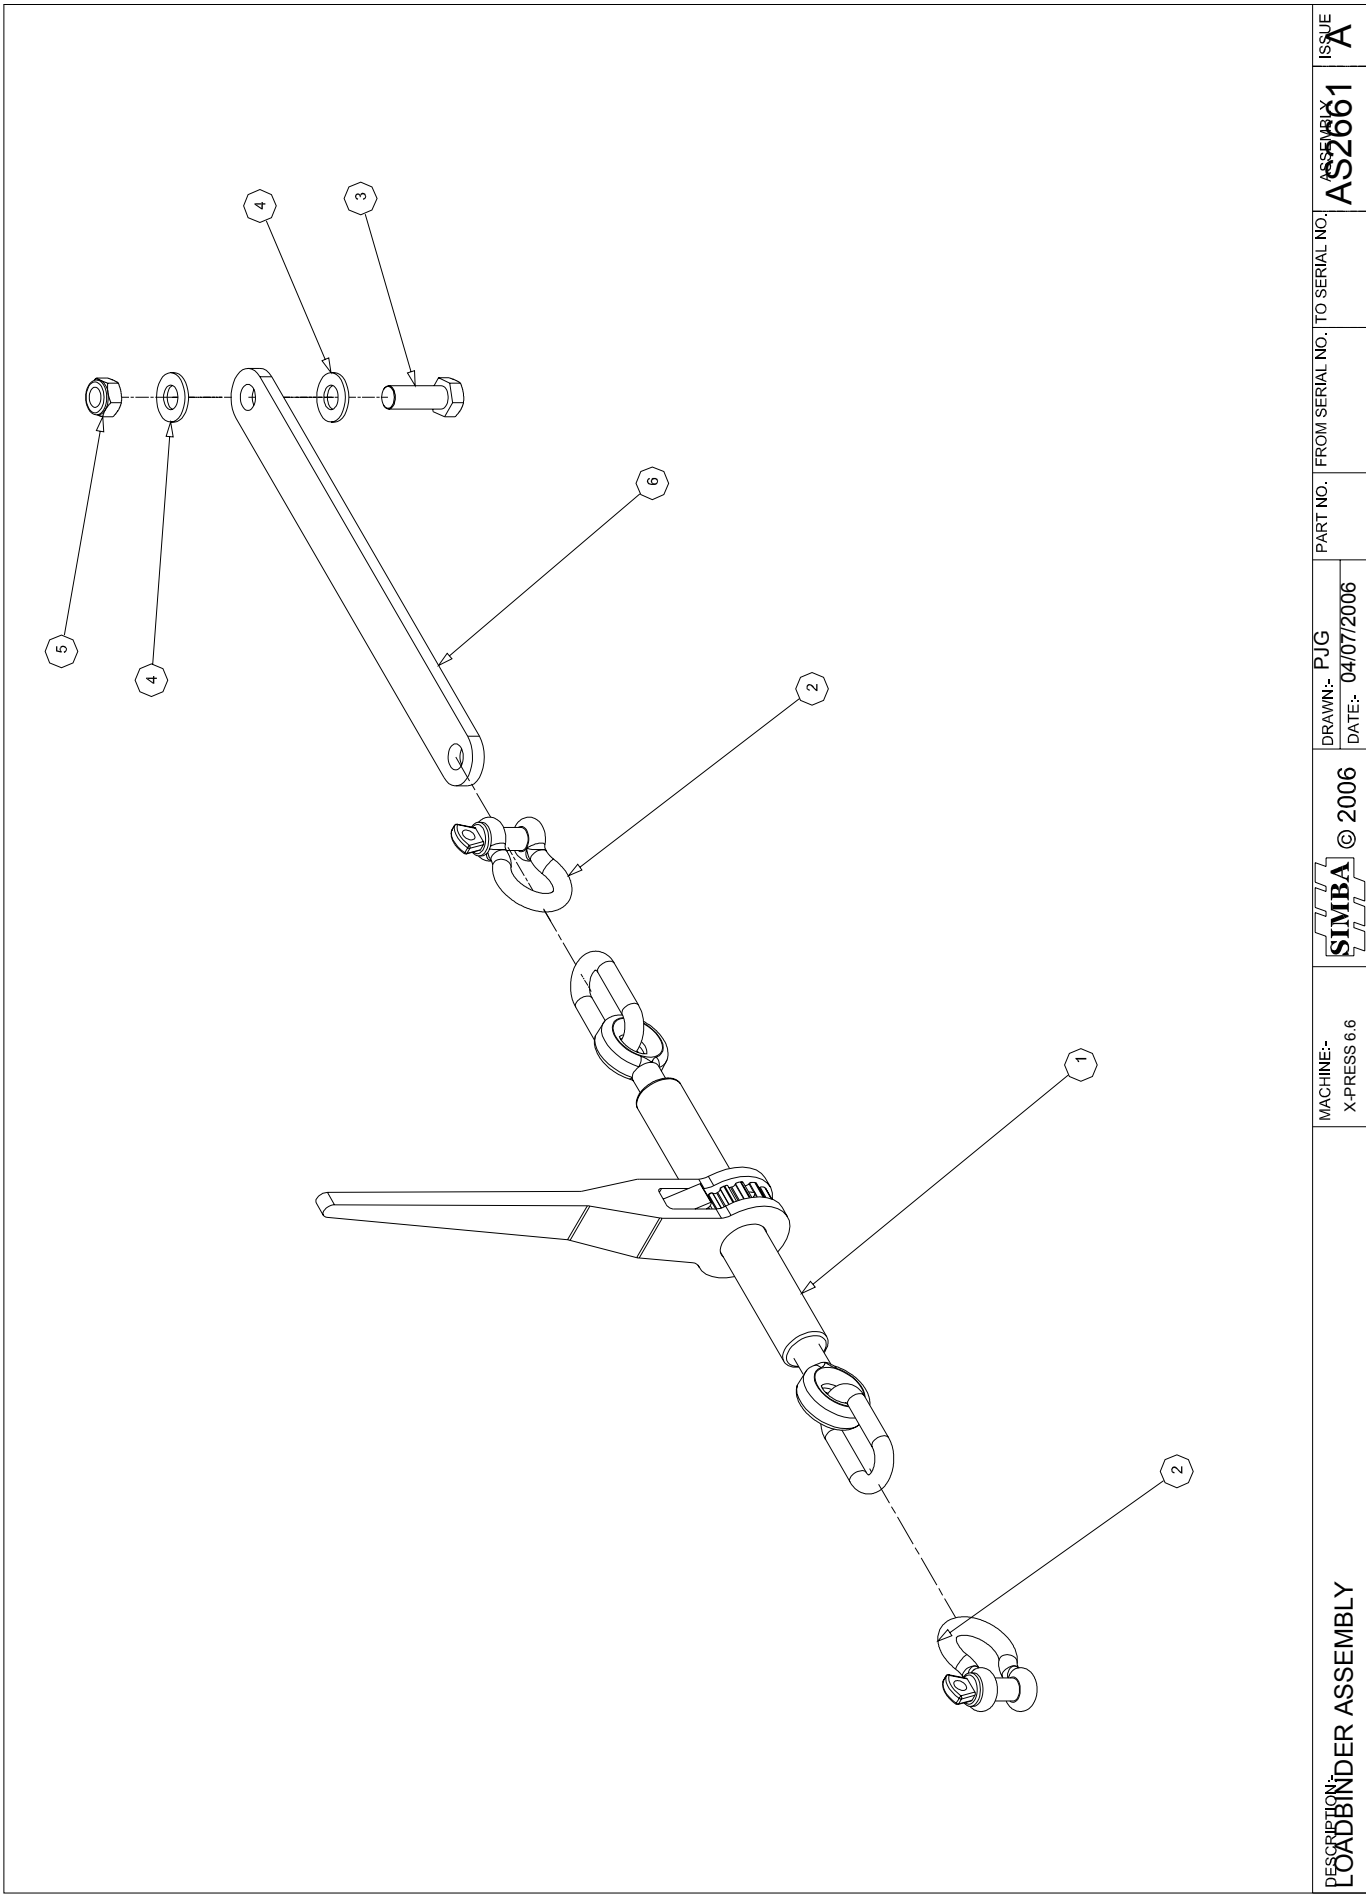 5
4
4
3
6
2
1
2
DESCRIPTION:-
LOADBINDER ASSEMBLY
MACHINE:-
X-PRESS 6.6
SIMBA © 2006
DRAWN:- PJG
DATE:- 04/07/2006
PART NO.
FROM SERIAL NO.
TO SERIAL NO.
ASSEMBLY
AS2661
ISSUE
A